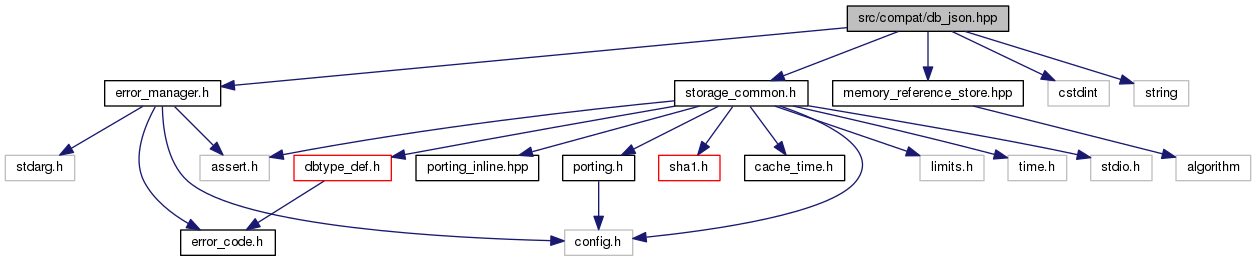 src/compat/db_json.hpp
error_manager.h
storage_common.h
memory_reference_store.hpp
cstdint
string
stdarg.h
assert.h
dbtype_def.h
porting_inline.hpp
porting.h
sha1.h
cache_time.h
limits.h
time.h
stdio.h
algorithm
error_code.h
config.h